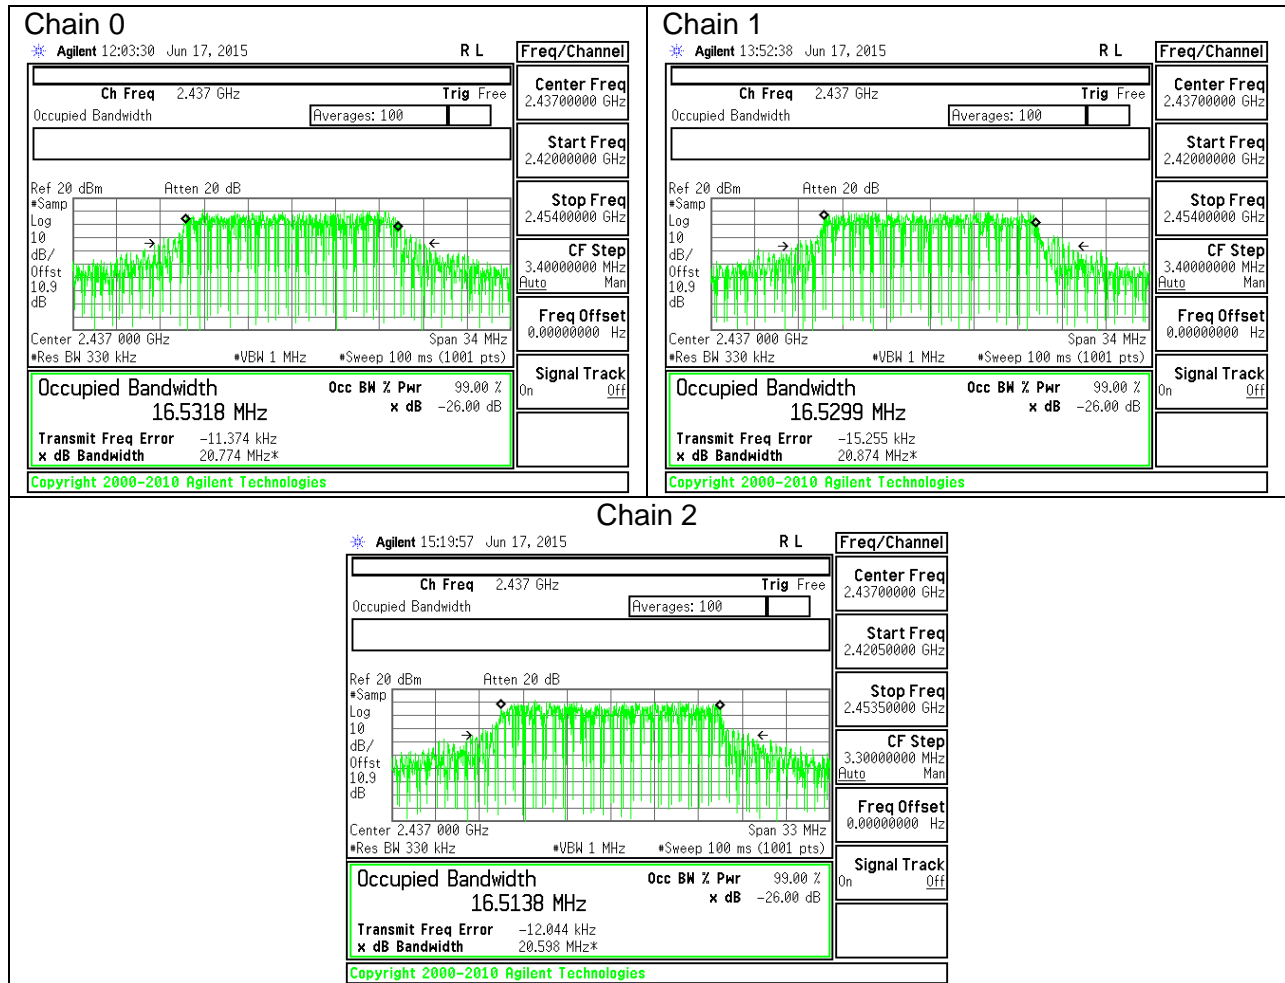 Chain 0
Agilent 12:03:30 Jun 17, 2015 R L Freq/Channel
Ch Freq 2.437 GHz Trig Free
Occupied Bandwidth Averages: 100
Ref 20 dBm Atten 20 dB
#Samp
Log
10
dB/
Offst
10.9
dB
Center 2.437 000 GHz Span 34 MHz
#Res BW 330 kHz #VBW 1 MHz #Sweep 100 ms (1001 pts)
Occupied Bandwidth Occ BW % Pwr 99.00 %
16.5318 MHz x dB -26.00 dB
Transmit Freq Error -11.374 kHz
x dB Bandwidth 20.774 MHz*
Center Freq
2.43700000 GHz
Start Freq
2.42000000 GHz
Stop Freq
2.45400000 GHz
CF Step
3.40000000 MHz
Auto Man
Freq Offset
0.00000000 Hz
Signal Track
On Off
Copyright 2000-2010 Agilent Technologies
Chain 1
Agilent 13:52:38 Jun 17, 2015 R L Freq/Channel
Ch Freq 2.437 GHz Trig Free
Occupied Bandwidth Averages: 100
Ref 20 dBm Atten 20 dB
#Samp
Log
10
dB/
Offst
10.9
dB
Center 2.437 000 GHz Span 34 MHz
#Res BW 330 kHz #VBW 1 MHz #Sweep 100 ms (1001 pts)
Occupied Bandwidth Occ BW % Pwr 99.00 %
16.5299 MHz x dB -26.00 dB
Transmit Freq Error -15.255 kHz
x dB Bandwidth 20.874 MHz*
Center Freq
2.43700000 GHz
Start Freq
2.42000000 GHz
Stop Freq
2.45400000 GHz
CF Step
3.40000000 MHz
Auto Man
Freq Offset
0.00000000 Hz
Signal Track
On Off
Copyright 2000-2010 Agilent Technologies
Chain 2
Agilent 15:19:57 Jun 17, 2015 R L Freq/Channel
Ch Freq 2.437 GHz Trig Free
Occupied Bandwidth Averages: 100
Ref 20 dBm Atten 20 dB
#Samp
Log
10
dB/
Offst
10.9
dB
Center 2.437 000 GHz Span 33 MHz
#Res BW 330 kHz #VBW 1 MHz #Sweep 100 ms (1001 pts)
Occupied Bandwidth Occ BW % Pwr 99.00 %
16.5138 MHz x dB -26.00 dB
Transmit Freq Error -12.044 kHz
x dB Bandwidth 20.598 MHz*
Center Freq
2.43700000 GHz
Start Freq
2.42050000 GHz
Stop Freq
2.45350000 GHz
CF Step
3.30000000 MHz
Auto Man
Freq Offset
0.00000000 Hz
Signal Track
On Off
Copyright 2000-2010 Agilent Technologies